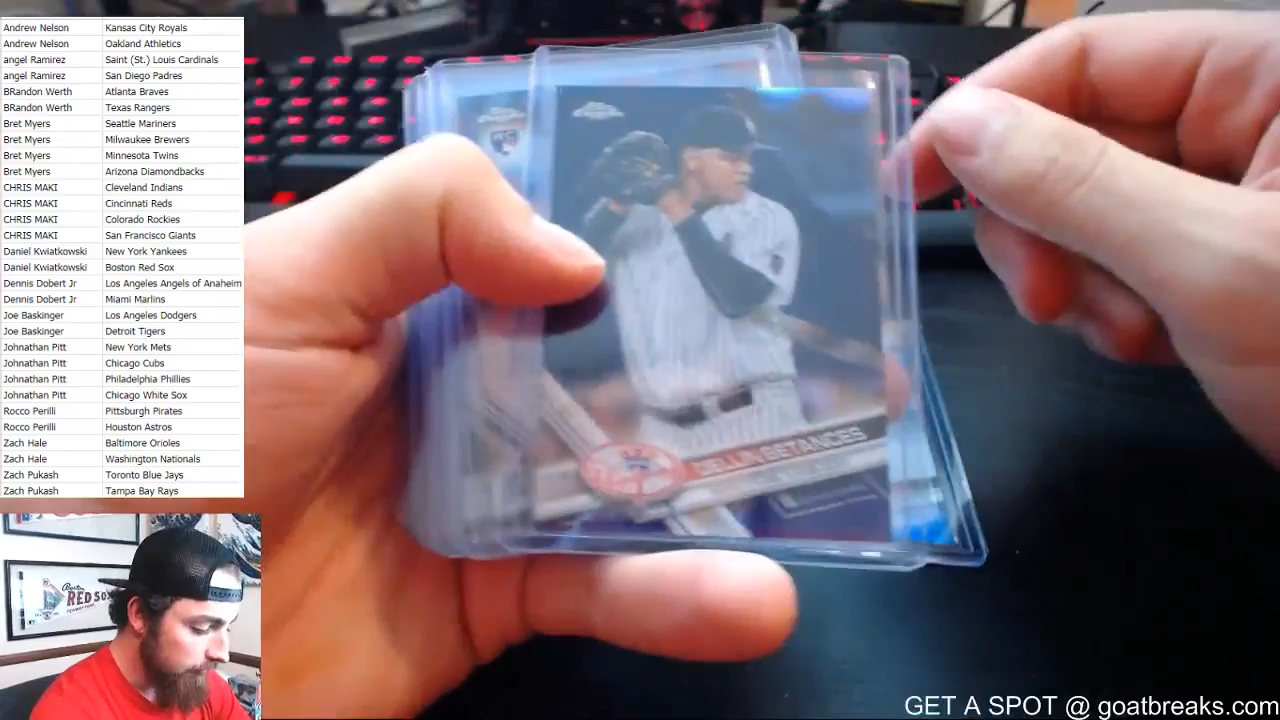 Andrew Nelson Kansas City Royals
Andrew Nelson Oakland Athletics
angel Ramirez Saint (St.) Louis Cardinals
angel Ramirez San Diego Padres
BRandon Werth Atlanta Braves
BRandon Werth Texas Rangers
Bret Myers Seattle Mariners
Bret Myers Milwaukee Brewers
Bret Myers Minnesota Twins
Bret Myers Arizona Diamondbacks
CHRIS MAKI Cleveland Indians
CHRIS MAKI Cincinnati Reds
CHRIS MAKI Colorado Rockies
CHRIS MAKI San Francisco Giants
Daniel Kwiatkowski New York Yankees
Daniel Kwiatkowski Boston Red Sox
Dennis Dobert Jr Los Angeles Angels of Anaheim
Dennis Dobert Jr Miami Marlins
Joe Baskinger Los Angeles Dodgers
Joe Baskinger Detroit Tigers
Johnathan Pitt New York Mets
Johnathan Pitt Chicago Cubs
Johnathan Pitt Philadelphia Phillies
Johnathan Pitt Chicago White Sox
Rocco Perilli Pittsburgh Pirates
Rocco Perilli Houston Astros
Zach Hale Baltimore Orioles
Zach Hale Washington Nationals
Zach Pukash Toronto Blue Jays
Zach Pukash Tampa Bay Rays
BETANCES
Boston
RED SOX
GET A SPOT @ goatbreaks.com